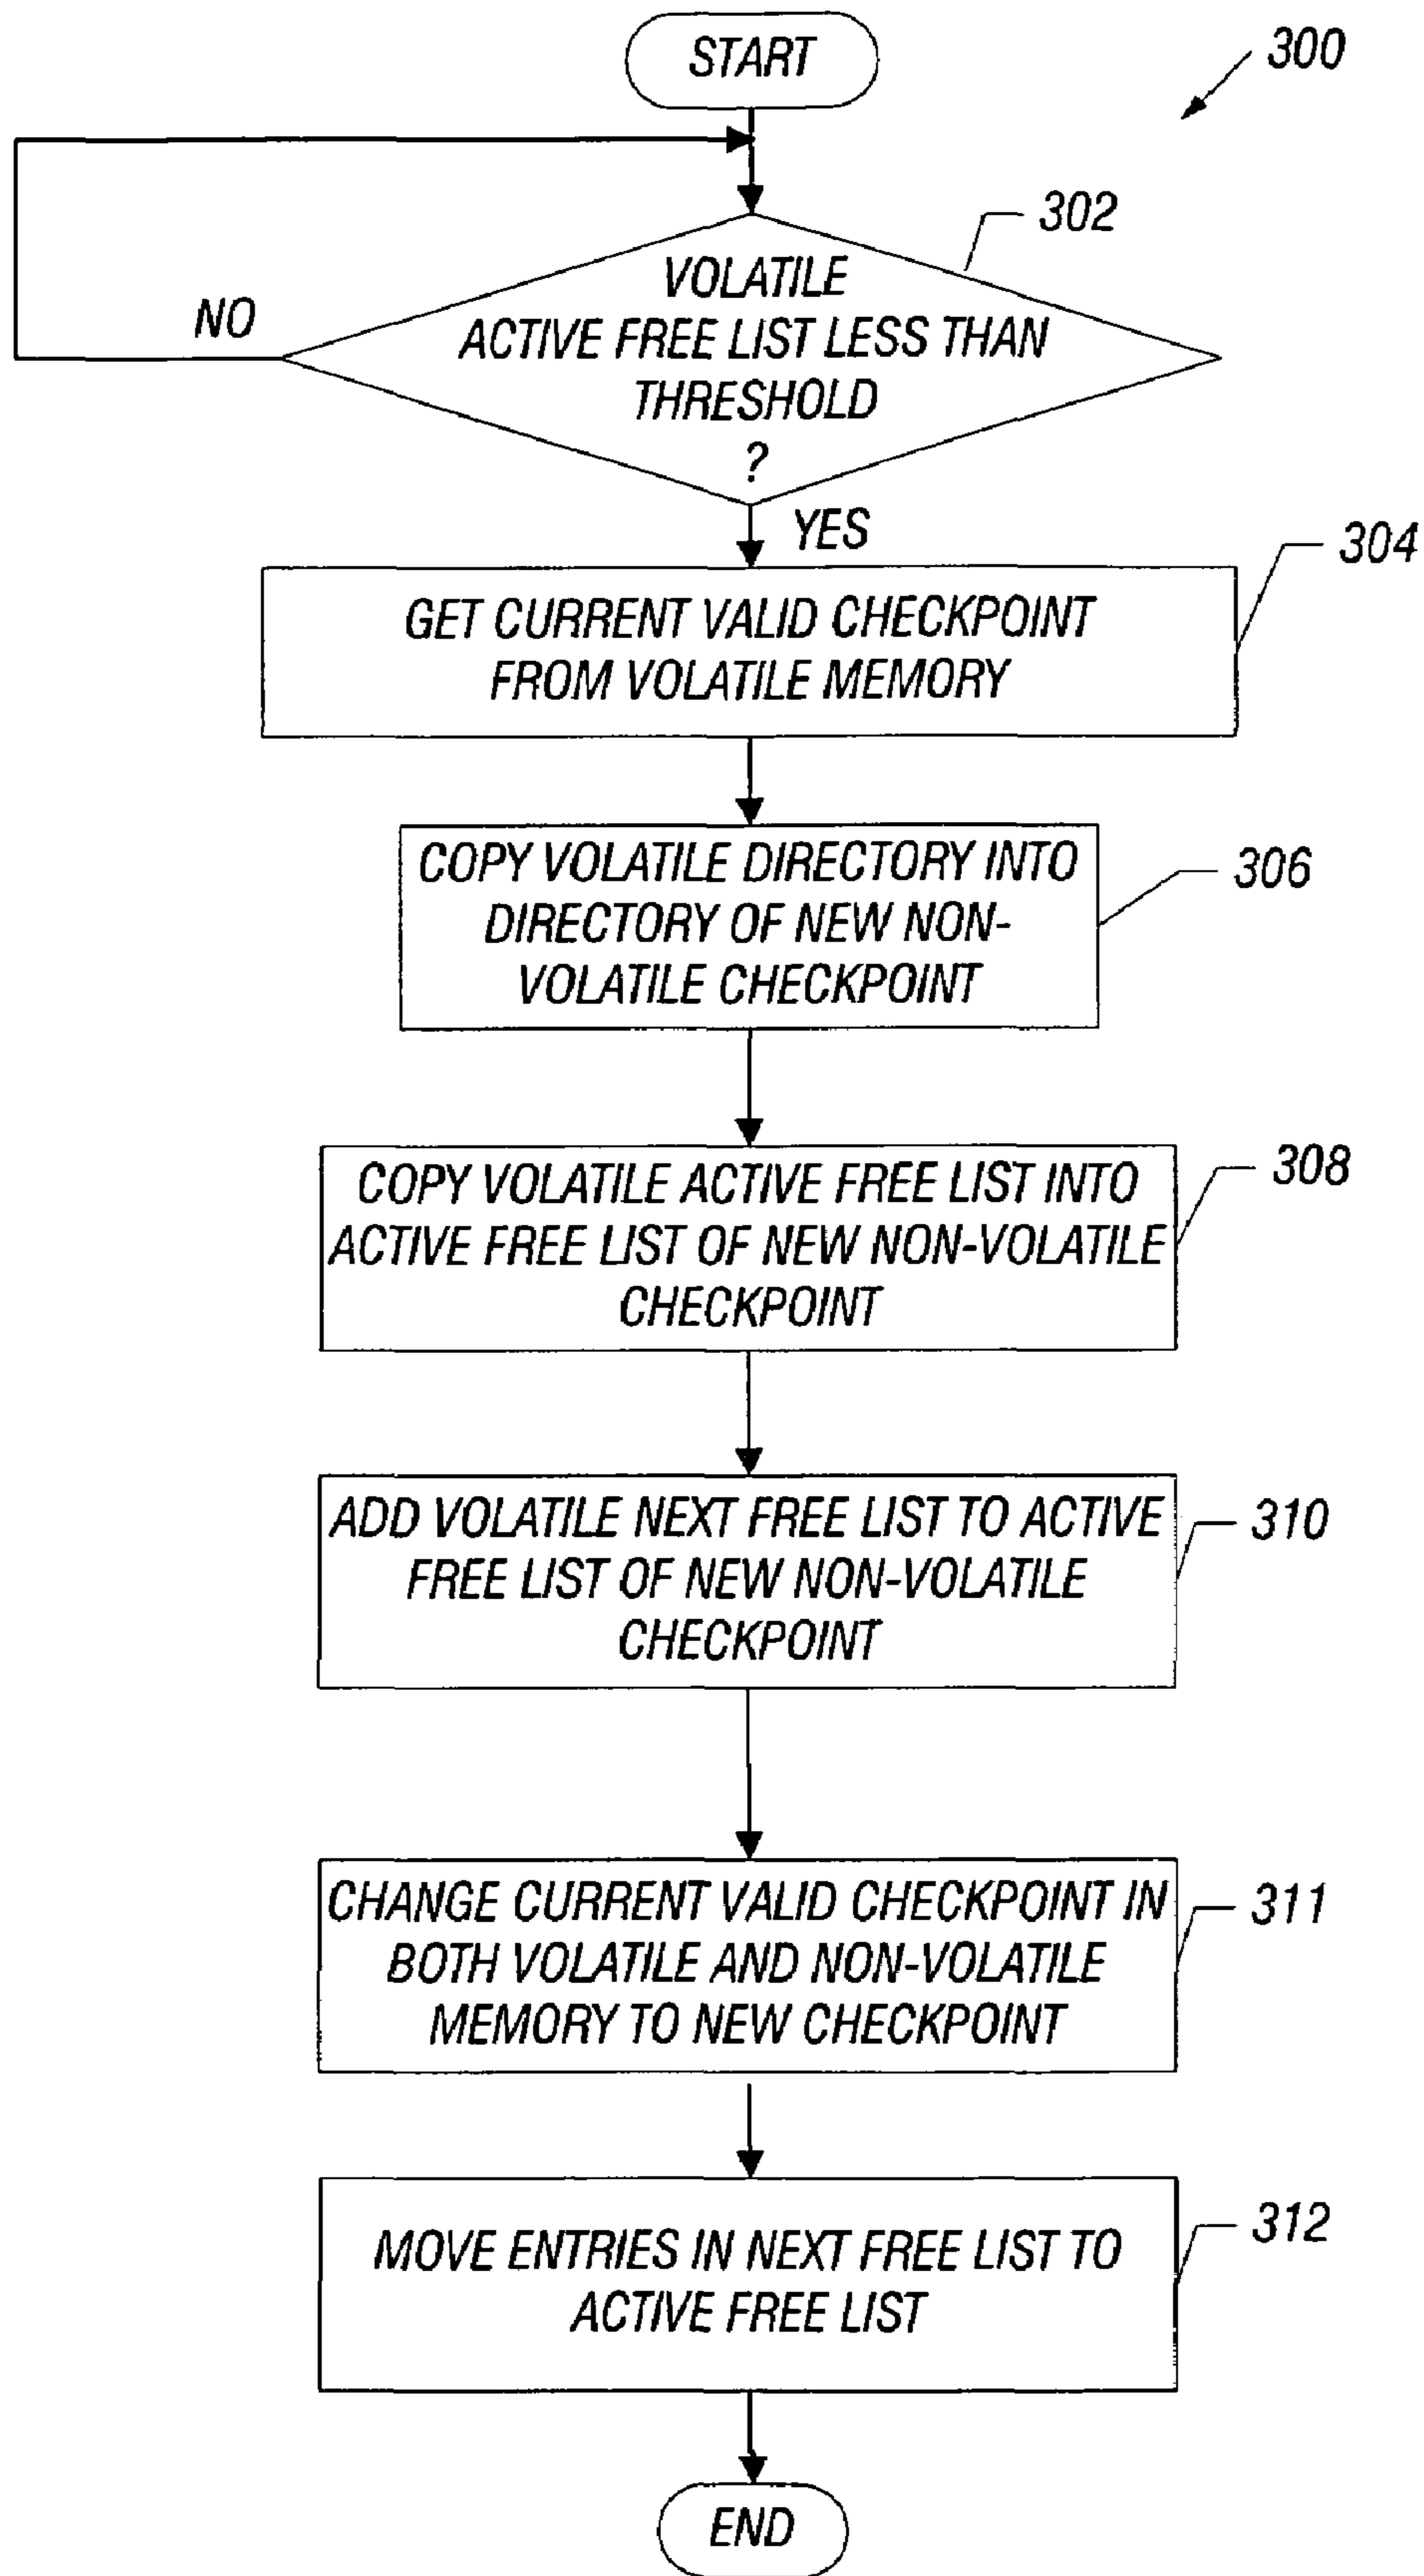 START
300
302
VOLATILE
ACTIVE FREE LIST LESS THAN
THRESHOLD
?
NO
YES
304
GET CURRENT VALID CHECKPOINT
FROM VOLATILE MEMORY
306
COPY VOLATILE DIRECTORY INTO
DIRECTORY OF NEW NON-
VOLATILE CHECKPOINT
308
COPY VOLATILE ACTIVE FREE LIST INTO
ACTIVE FREE LIST OF NEW NON-VOLATILE
CHECKPOINT
310
ADD VOLATILE NEXT FREE LIST TO ACTIVE
FREE LIST OF NEW NON-VOLATILE
CHECKPOINT
311
CHANGE CURRENT VALID CHECKPOINT IN
BOTH VOLATILE AND NON-VOLATILE
MEMORY TO NEW CHECKPOINT
312
MOVE ENTRIES IN NEXT FREE LIST TO
ACTIVE FREE LIST
END